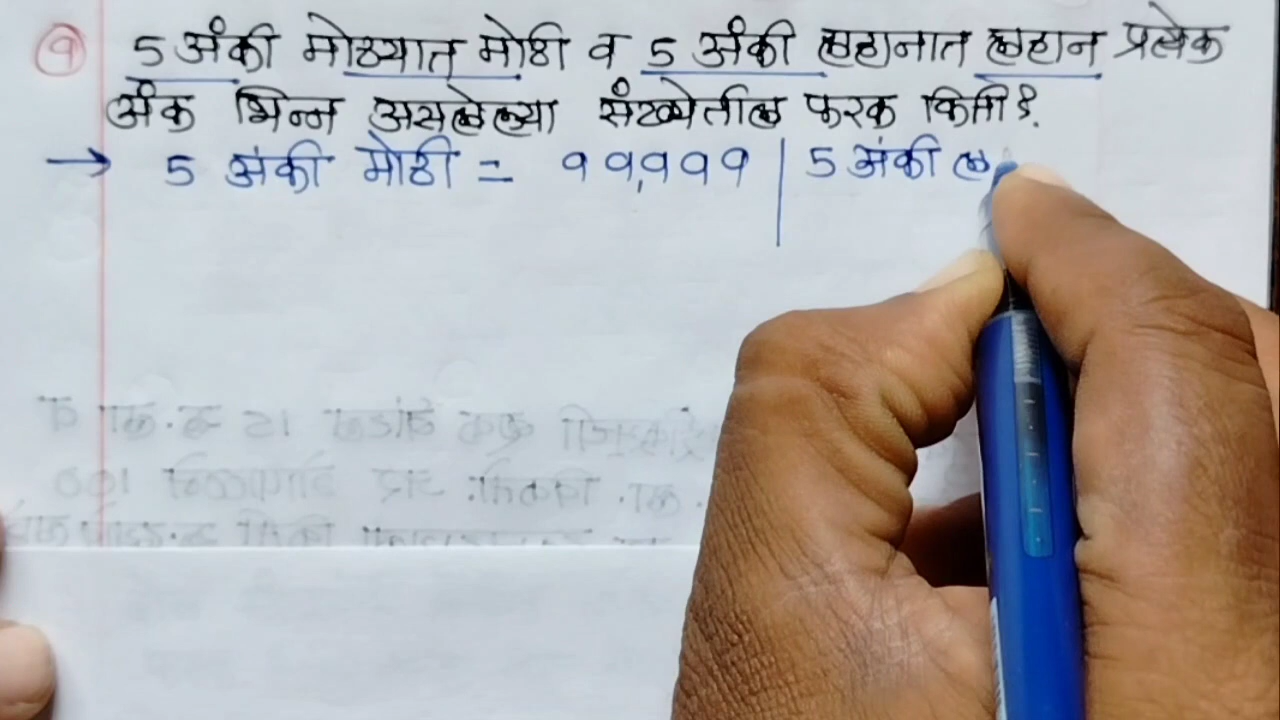 9 5 अंकी मोठ्यात मोठी व 5 अंकी लहानात लहान प्रत्येक
अंक भिन्न असलेल्या संख्येतील फरक किती?
→ 5 अंकी मोठी = 99,999 | 5 अंकी ल